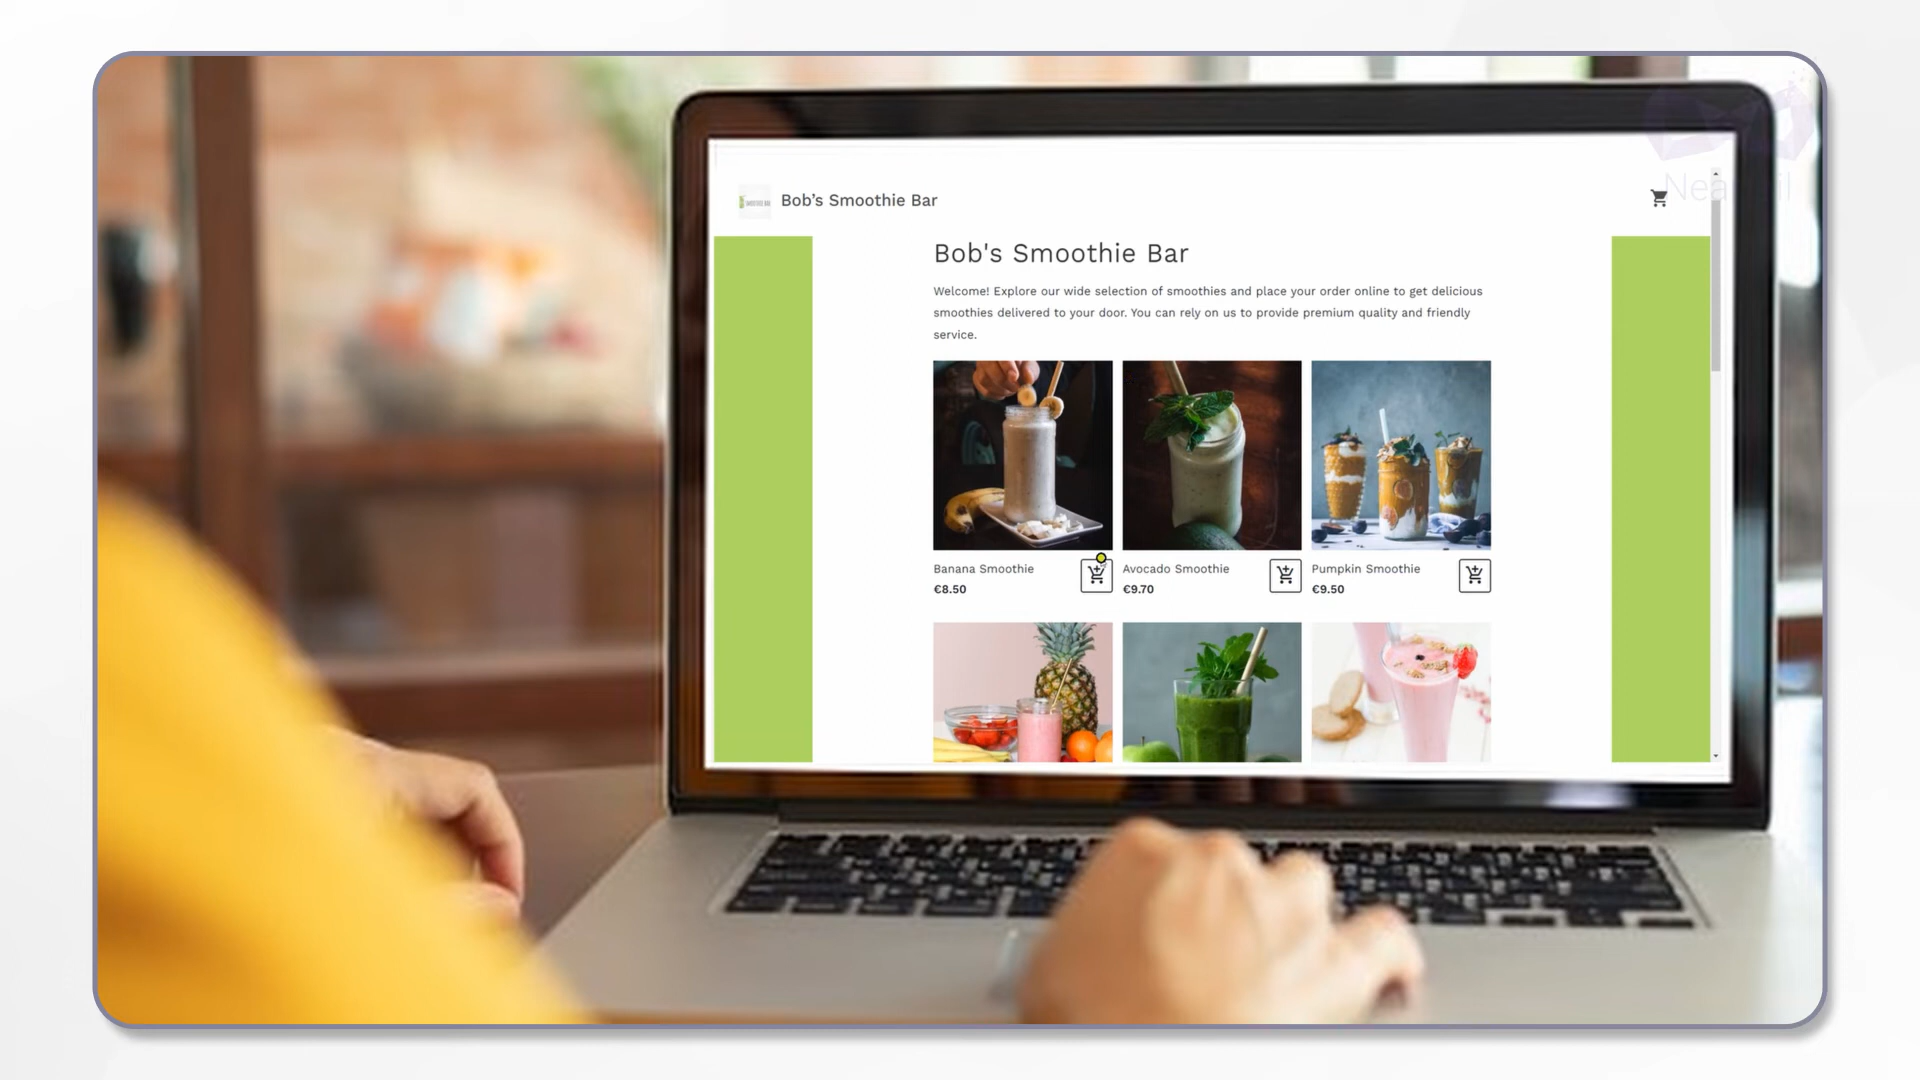 Bob’s Smoothie Bar
Bob's Smoothie Bar
Welcome! Explore our wide selection of smoothies and place your order online to get delicious
smoothies delivered to your door. You can rely on us to provide premium quality and friendly
service.
Banana Smoothie
Avocado Smoothie
Pumpkin Smoothie
€8.50
€9.70
€9.50